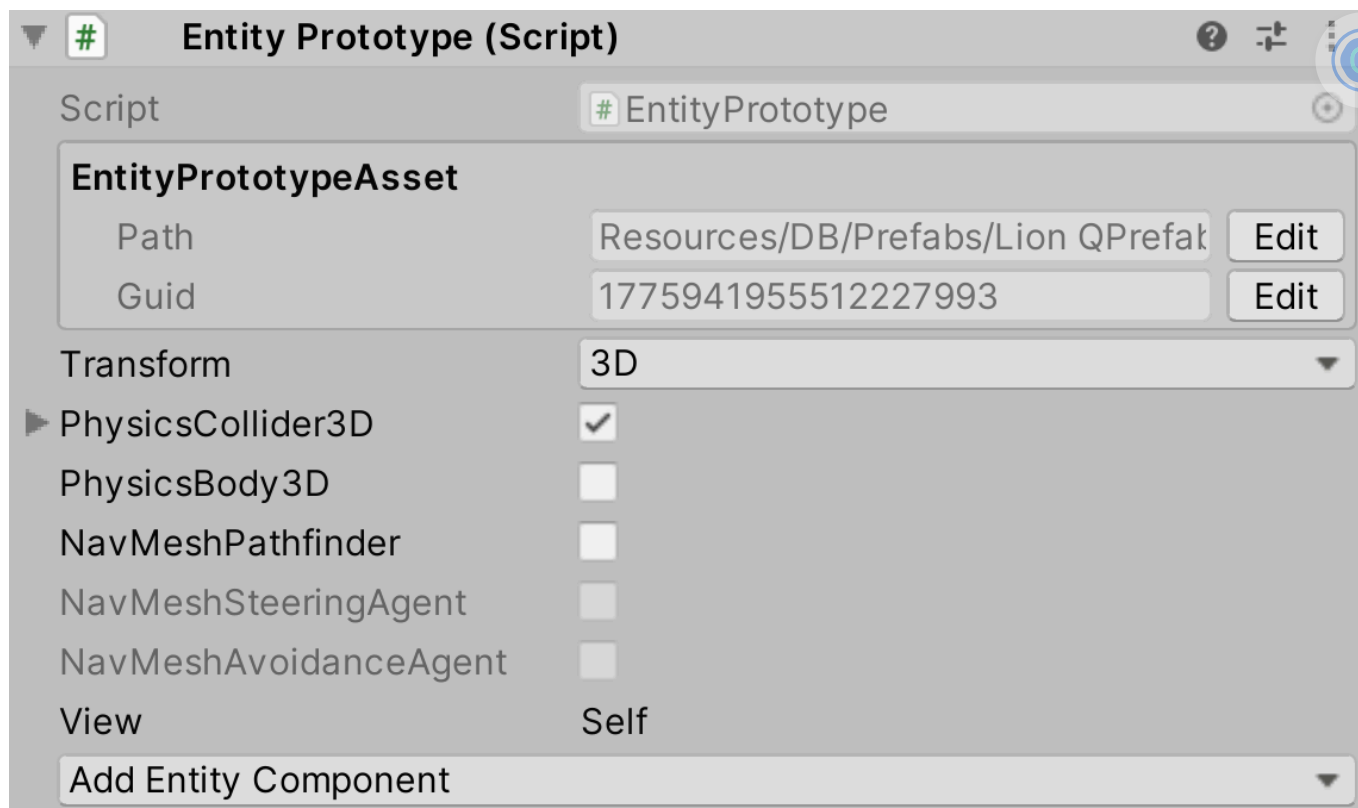 # Entity Prototype (Script)
Script # EntityPrototype
EntityPrototypeAsset
Path Resources/DB/Prefabs/Lion QPrefab Edit
Guid 1775941955512227993 Edit
Transform 3D
PhysicsCollider3D
PhysicsBody3D
NavMeshPathfinder
NavMeshSteeringAgent
NavMeshAvoidanceAgent
View Self
Add Entity Component